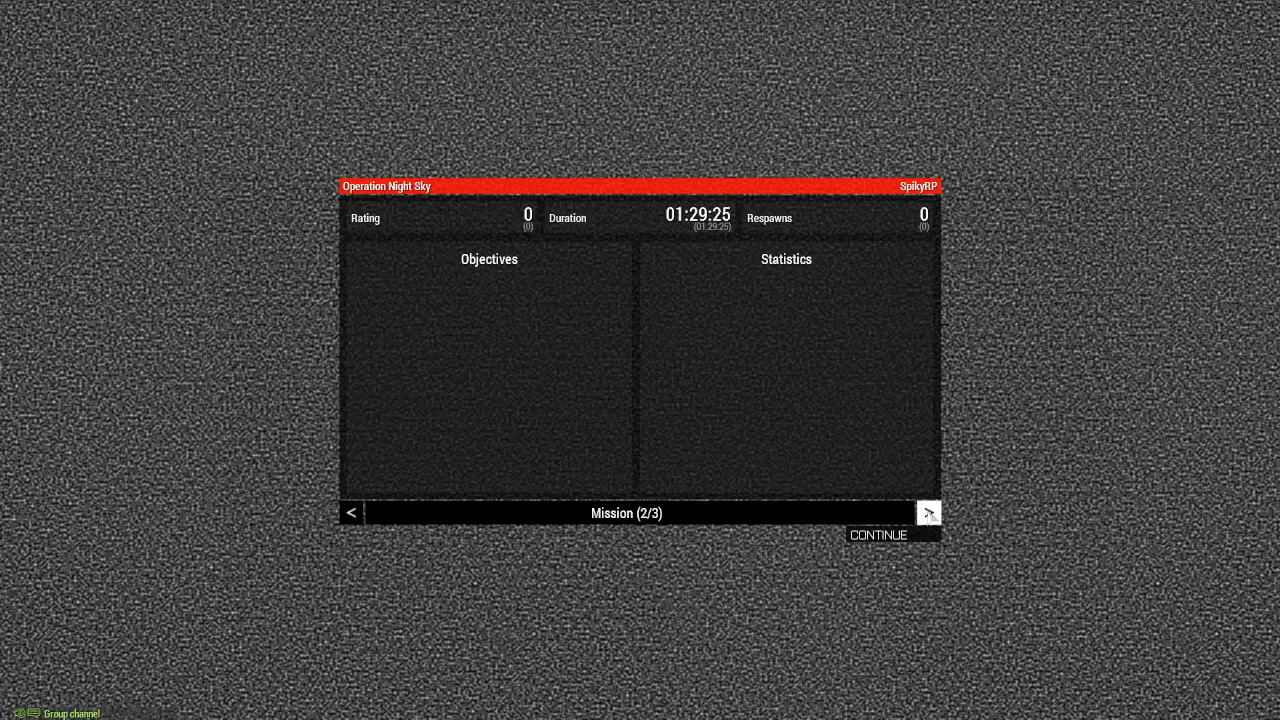 Operation Night Sky SpikyRP
Rating 0 (0) Duration 01:29:25 (01:29:25) Respawns 0 (0)
Objectives Statistics
< Mission (2/3) >
CONTINUE
Group channel